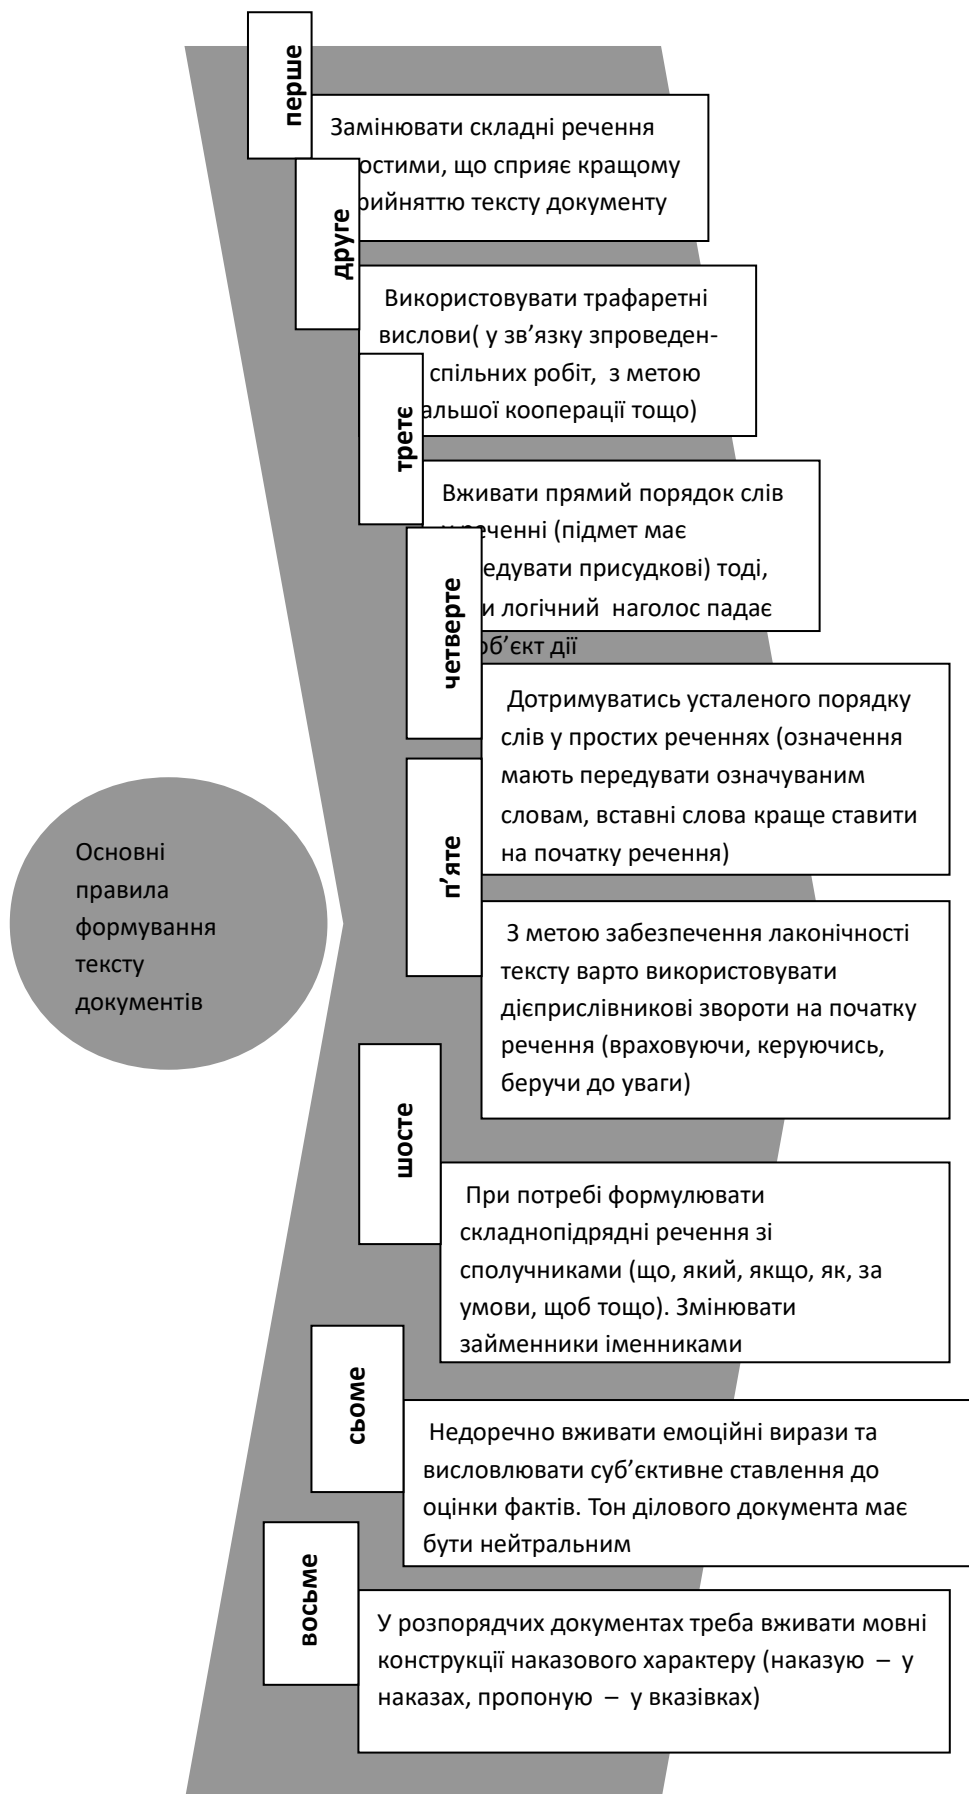 перше
Замінювати складні речення
остими, що сприяє кращому
рийняттю тексту документу
друге
Використовувати трафаретні
вислови( у зв’язку зпроведен-
спільних робіт, з метою
альшої кооперації тощо)
третє
Вживати прямий порядок слів
реченні (підмет має
едувати присудкові) тоді,
и логічний наголос падає
об’єкт дії
четверте
Дотримуватись усталеного порядку
слів у простих реченнях (означення
мають передувати означуваним
словам, вставні слова краще ставити
на початку речення)
Основні
правила
формування
тексту
документів
п’яте
З метою забезпечення лаконічності
тексту варто використовувати
дієприслівникові звороти на початку
речення (враховуючи, керуючись,
беручи до уваги)
шосте
При потребі формулювати
складнопідрядні речення зі
сполучниками (що, який, якщо, як, за
умови, щоб тощо). Змінювати
займенники іменниками
сьоме
Недоречно вживати емоційні вирази та
висловлювати суб’єктивне ставлення до
оцінки фактів. Тон ділового документа має
бути нейтральним
восьме
У розпорядчих документах треба вживати мовні
конструкції наказового характеру (наказую – у
наказах, пропоную – у вказівках)